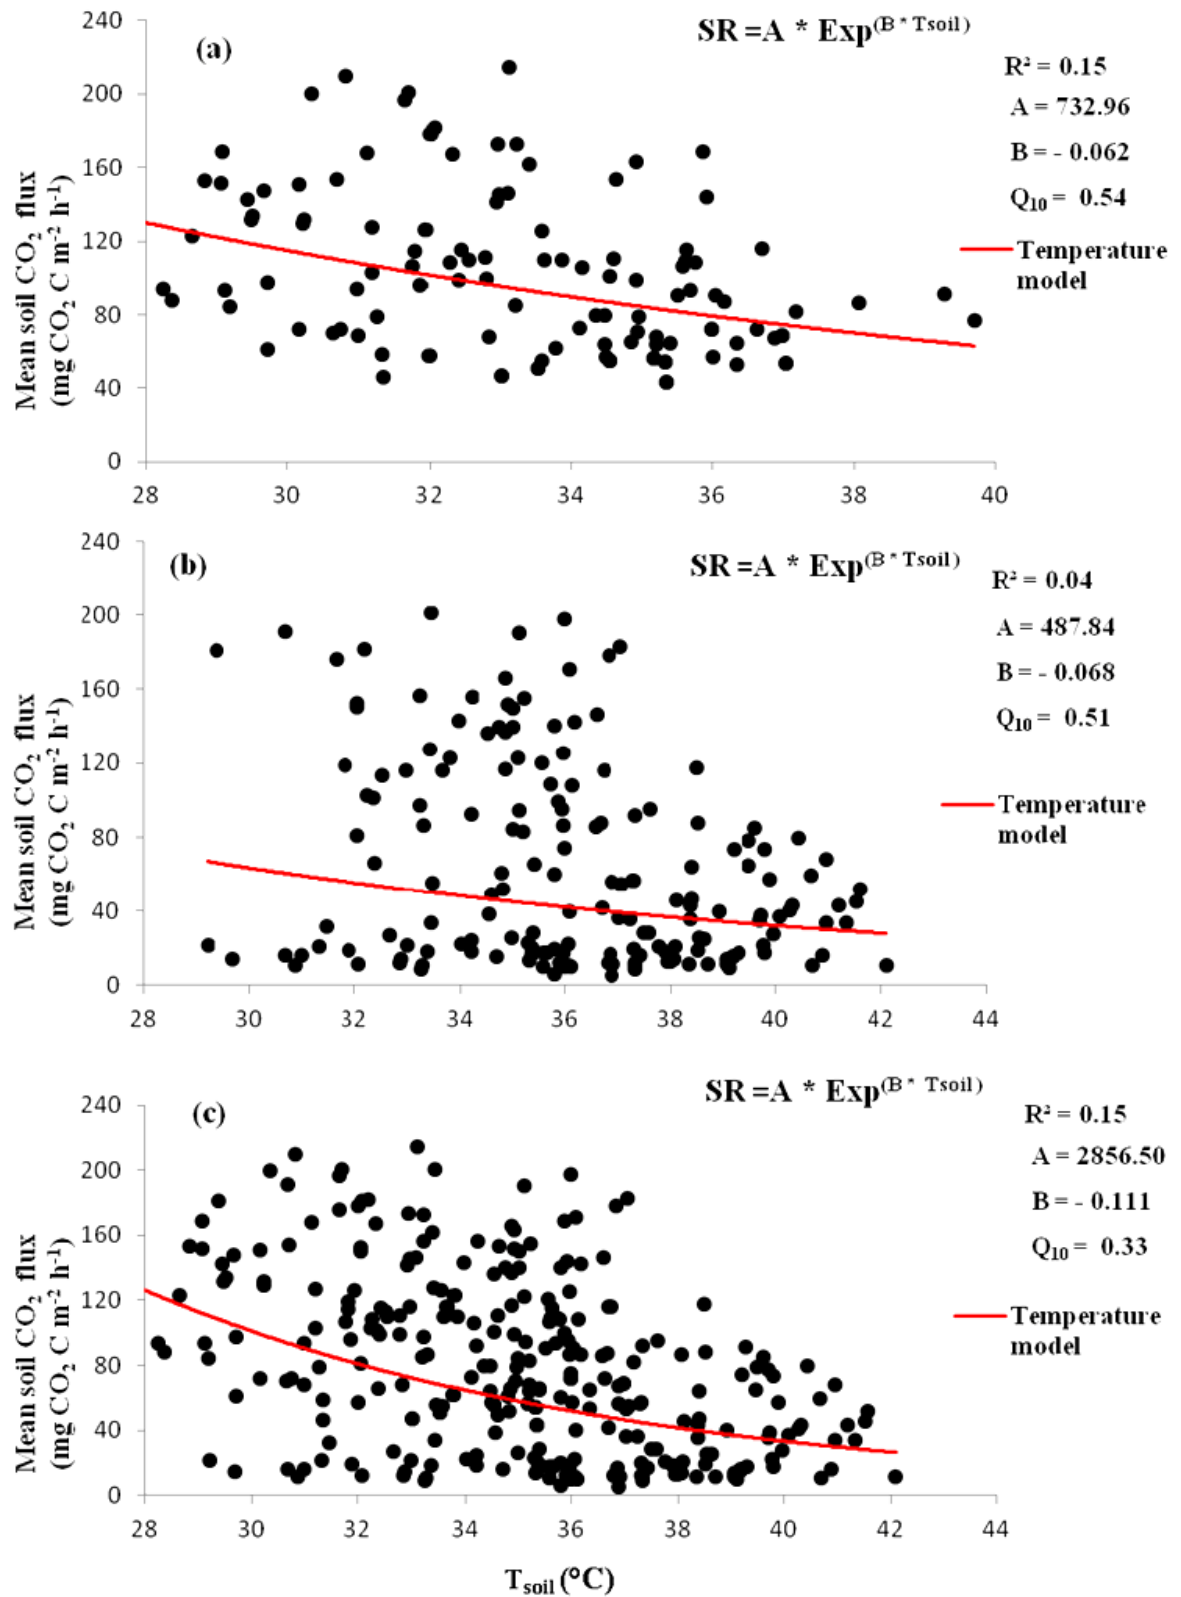 (a)
SR =A * Exp(B * Tsoil)
R² = 0.15
A = 732.96
B = - 0.062
Q10 = 0.54
Temperature
model
Mean soil CO2 flux
(mg CO2 C m-2 h-1)
240
200
160
120
80
40
0
28 30 32 34 36 38 40
(b)
SR =A * Exp(B * Tsoil)
R² = 0.04
A = 487.84
B = - 0.068
Q10 = 0.51
Temperature
model
Mean soil CO2 flux
(mg CO2 C m-2 h-1)
240
200
160
120
80
40
0
28 30 32 34 36 38 40 42 44
(c)
SR =A * Exp(B * Tsoil)
R² = 0.15
A = 2856.50
B = - 0.111
Q10 = 0.33
Temperature
model
Mean soil CO2 flux
(mg CO2 C m-2 h-1)
240
200
160
120
80
40
0
28 30 32 34 36 38 40 42 44
Tsoil (°C)